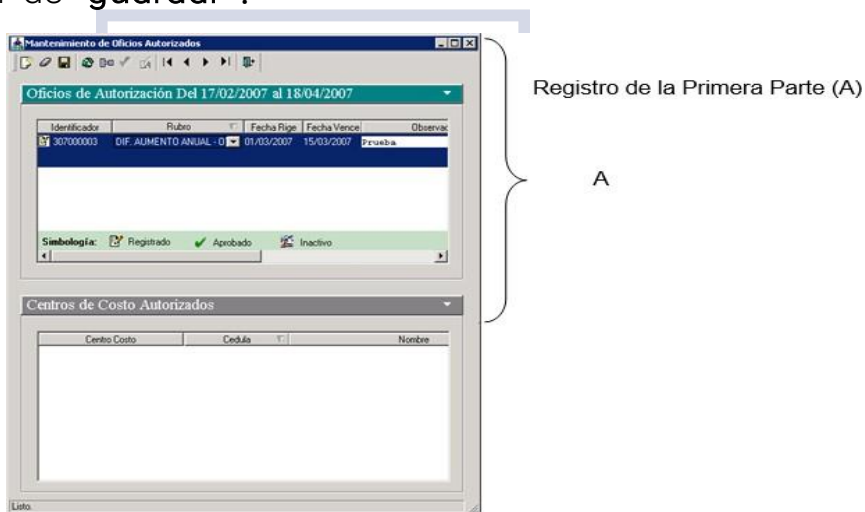 "guardar".
Mantenimiento de Oficios Autorizados
Oficios de Autorización Del 17/02/2007 al 18/04/2007
Identificador Rubro Fecha Rige Fecha Vence Observac
307000003 DIF. AUMENTO ANUAL - O 01/03/2007 15/03/2007 Prueba
Simbología: Registrado Aprobado Inactivo
Centros de Costo Autorizados
Centro Costo Cedula Nombre
Listo.
Registro de la Primera Parte (A)
A